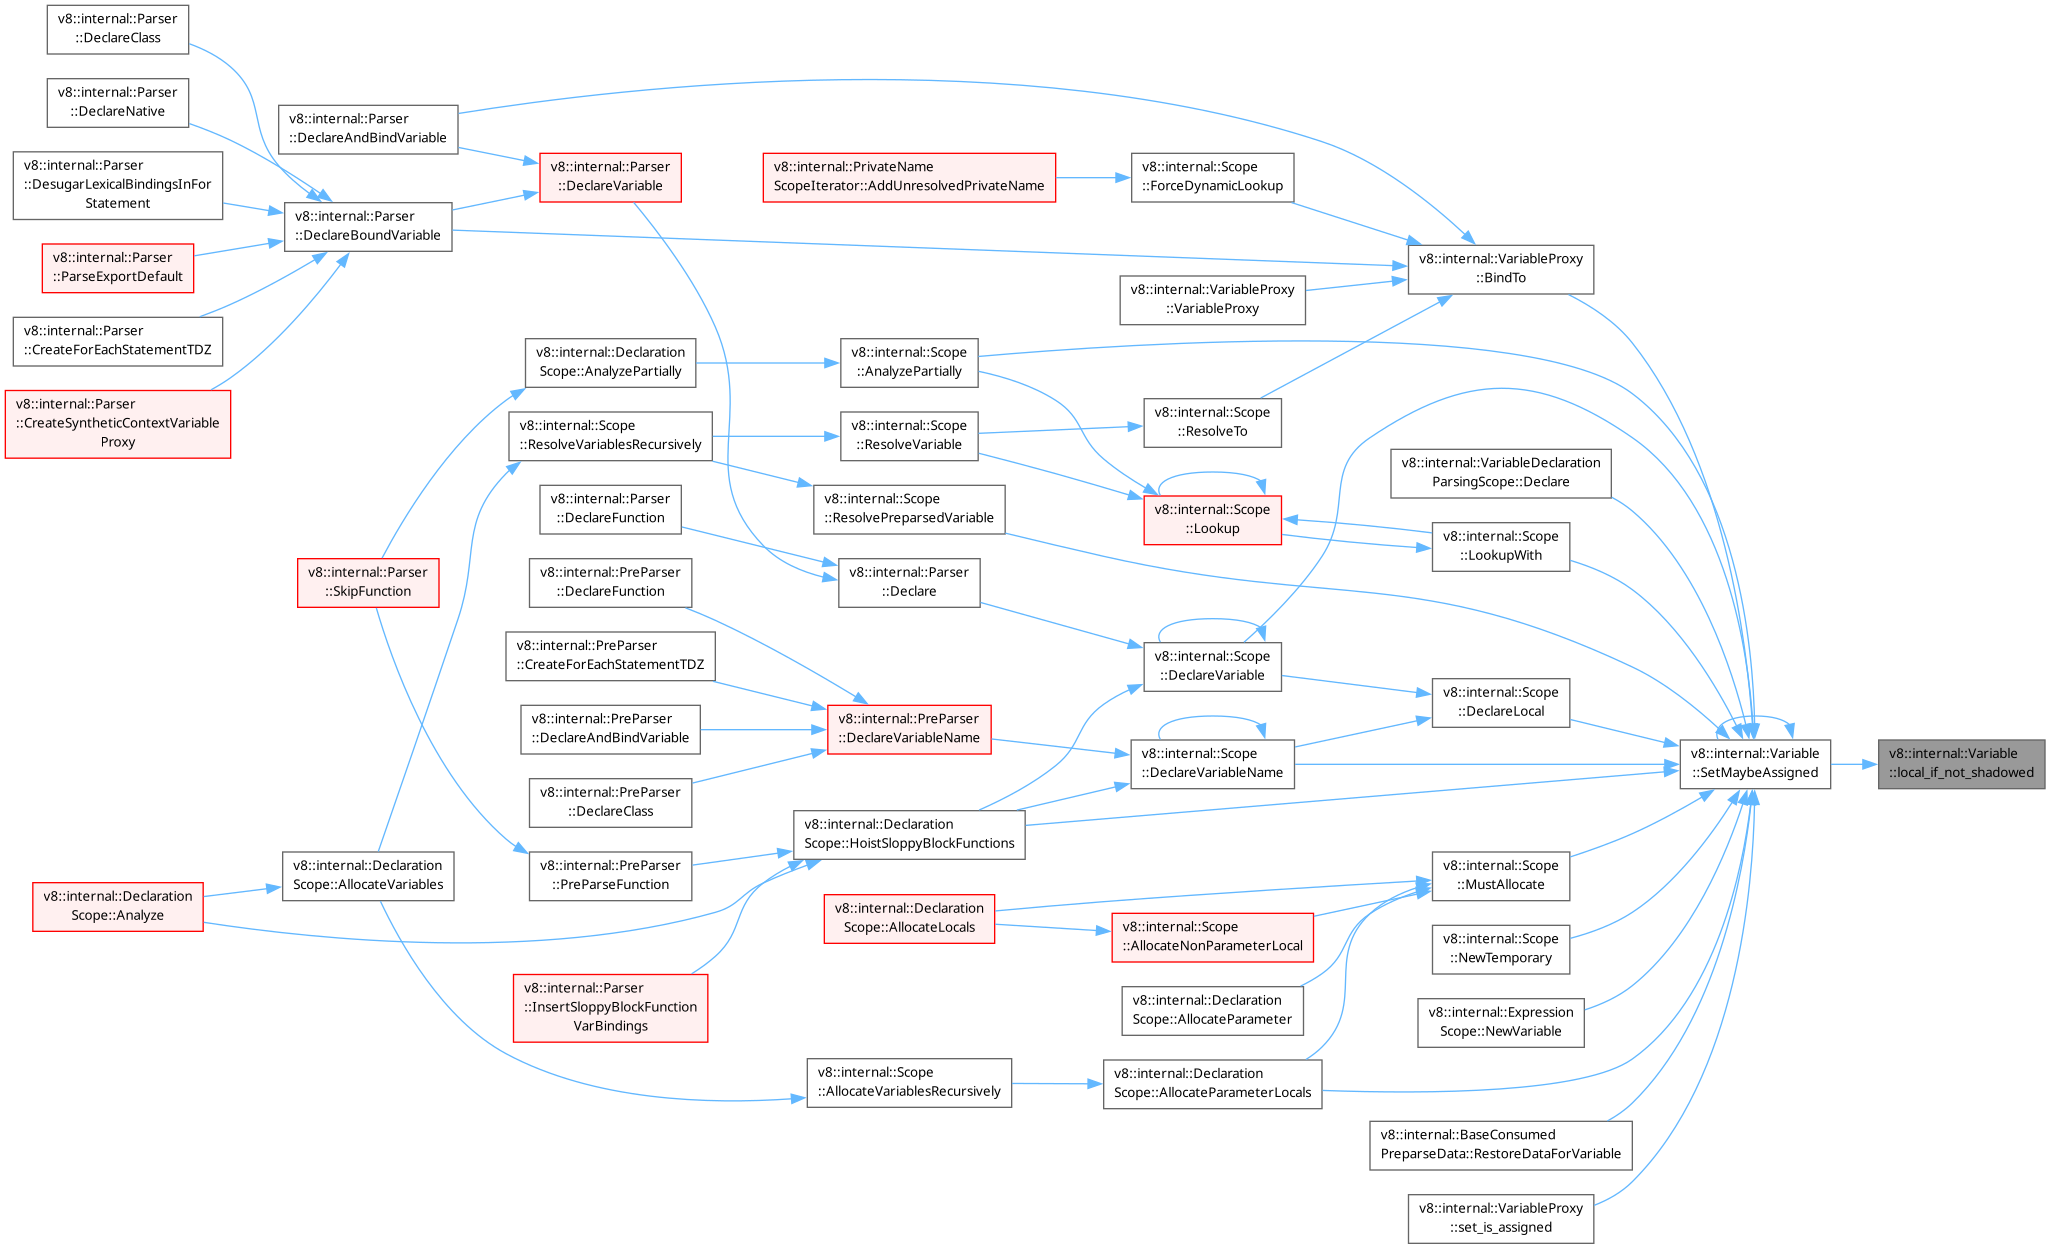 v8::internal::Parser
::DeclareClass
v8::internal::Parser
::DeclareNative
v8::internal::Parser
::DesugarLexicalBindingsInFor
Statement
v8::internal::Parser
::ParseExportDefault
v8::internal::Parser
::CreateForEachStatementTDZ
v8::internal::Parser
::CreateSyntheticContextVariable
Proxy
v8::internal::Declaration
Scope::Analyze
v8::internal::Parser
::DeclareAndBindVariable
v8::internal::Parser
::DeclareBoundVariable
v8::internal::Parser
::SkipFunction
v8::internal::Declaration
Scope::AllocateVariables
v8::internal::Parser
::DeclareVariable
v8::internal::Declaration
Scope::AnalyzePartially
v8::internal::Scope
::ResolveVariablesRecursively
v8::internal::Parser
::DeclareFunction
v8::internal::PreParser
::DeclareFunction
v8::internal::PreParser
::CreateForEachStatementTDZ
v8::internal::PreParser
::DeclareAndBindVariable
v8::internal::PreParser
::DeclareClass
v8::internal::PreParser
::PreParseFunction
v8::internal::Parser
::InsertSloppyBlockFunction
VarBindings
v8::internal::PrivateName
ScopeIterator::AddUnresolvedPrivateName
v8::internal::Scope
::AnalyzePartially
v8::internal::Scope
::ResolveVariable
v8::internal::Scope
::ResolvePreparsedVariable
v8::internal::Parser
::Declare
v8::internal::PreParser
::DeclareVariableName
v8::internal::Declaration
Scope::HoistSloppyBlockFunctions
v8::internal::Declaration
Scope::AllocateLocals
v8::internal::Scope
::AllocateVariablesRecursively
v8::internal::Scope
::ForceDynamicLookup
v8::internal::VariableProxy
::VariableProxy
v8::internal::Scope
::ResolveTo
v8::internal::Scope
::Lookup
v8::internal::Scope
::DeclareVariable
v8::internal::Scope
::DeclareVariableName
v8::internal::Scope
::AllocateNonParameterLocal
v8::internal::Declaration
Scope::AllocateParameter
v8::internal::Declaration
Scope::AllocateParameterLocals
v8::internal::VariableProxy
::BindTo
v8::internal::VariableDeclaration
ParsingScope::Declare
v8::internal::Scope
::LookupWith
v8::internal::Scope
::DeclareLocal
v8::internal::Scope
::MustAllocate
v8::internal::Scope
::NewTemporary
v8::internal::Expression
Scope::NewVariable
v8::internal::BaseConsumed
PreparseData::RestoreDataForVariable
v8::internal::VariableProxy
::set_is_assigned
v8::internal::Variable
::SetMaybeAssigned
v8::internal::Variable
::local_if_not_shadowed